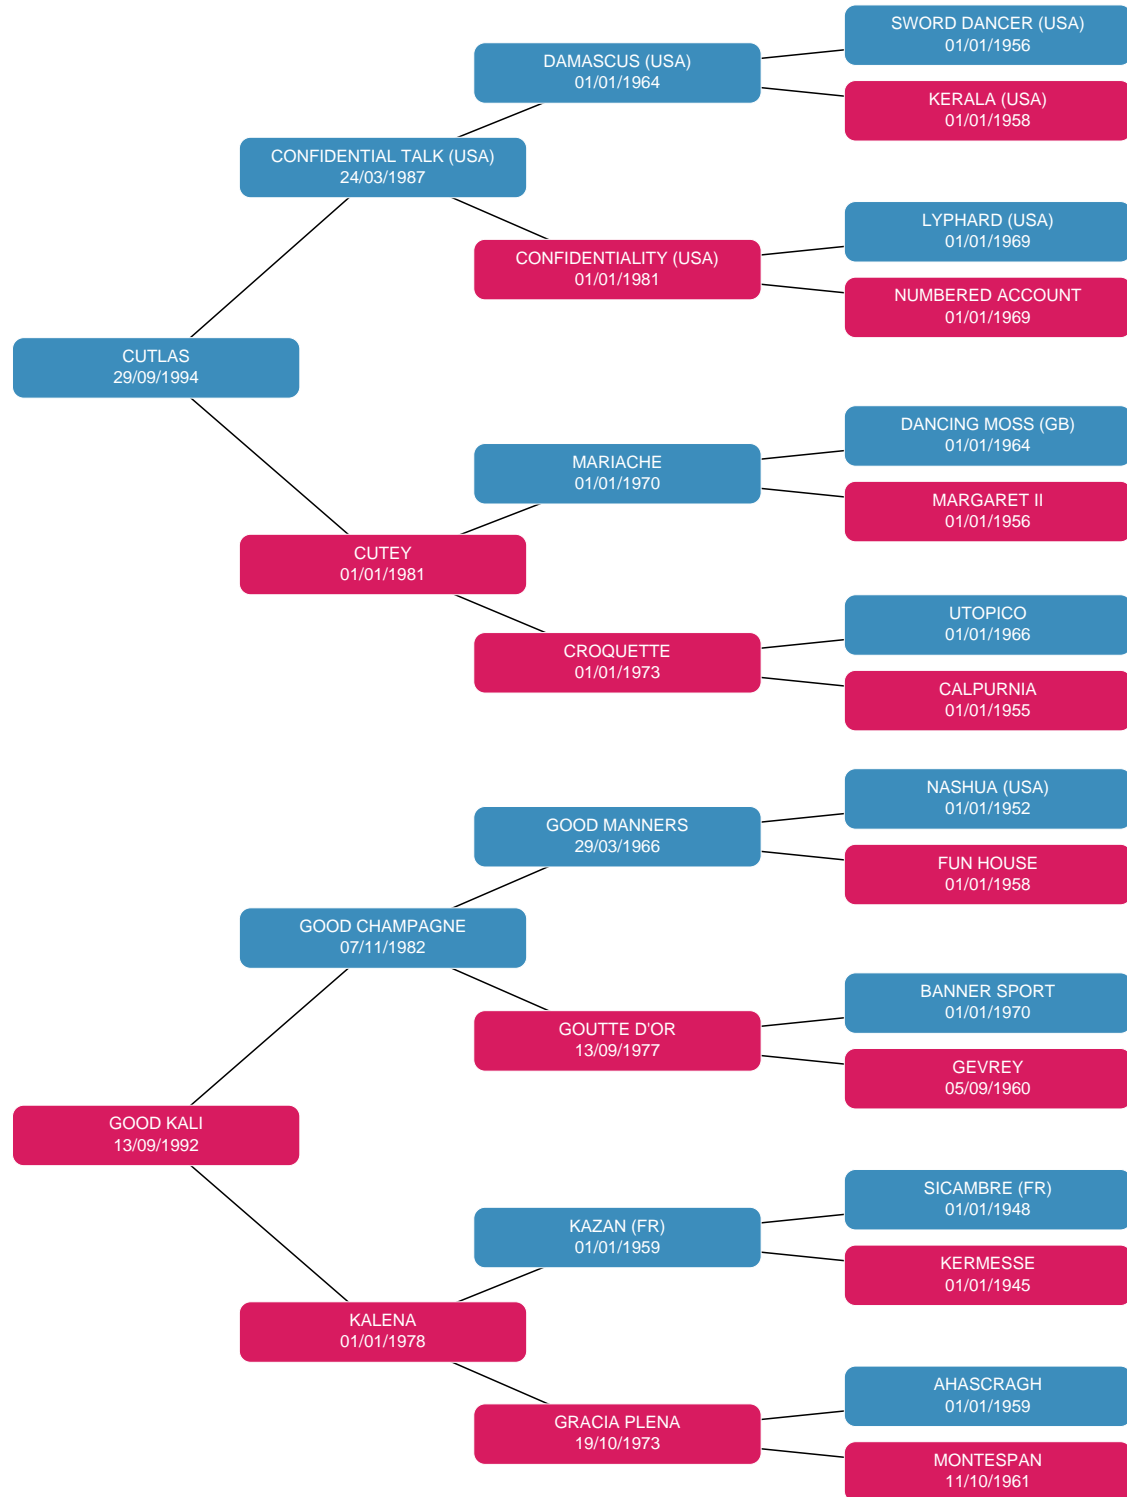 SWORD DANCER (USA)
01/01/1956
DAMASCUS (USA)
01/01/1964
KERALA (USA)
01/01/1958
CONFIDENTIAL TALK (USA)
24/03/1987
LYPHARD (USA)
01/01/1969
CONFIDENTIALITY (USA)
01/01/1981
NUMBERED ACCOUNT
01/01/1969
CUTLAS
29/09/1994
DANCING MOSS (GB)
01/01/1964
MARIACHE
01/01/1970
MARGARET II
01/01/1956
CUTEY
01/01/1981
UTOPICO
01/01/1966
CROQUETTE
01/01/1973
CALPURNIA
01/01/1955
NASHUA (USA)
01/01/1952
GOOD MANNERS
29/03/1966
FUN HOUSE
01/01/1958
GOOD CHAMPAGNE
07/11/1982
BANNER SPORT
01/01/1970
GOUTTE D'OR
13/09/1977
GEVREY
05/09/1960
GOOD KALI
13/09/1992
SICAMBRE (FR)
01/01/1948
KAZAN (FR)
01/01/1959
KERMESSE
01/01/1945
KALENA
01/01/1978
AHASCRAGH
01/01/1959
GRACIA PLENA
19/10/1973
MONTESPAN
11/10/1961